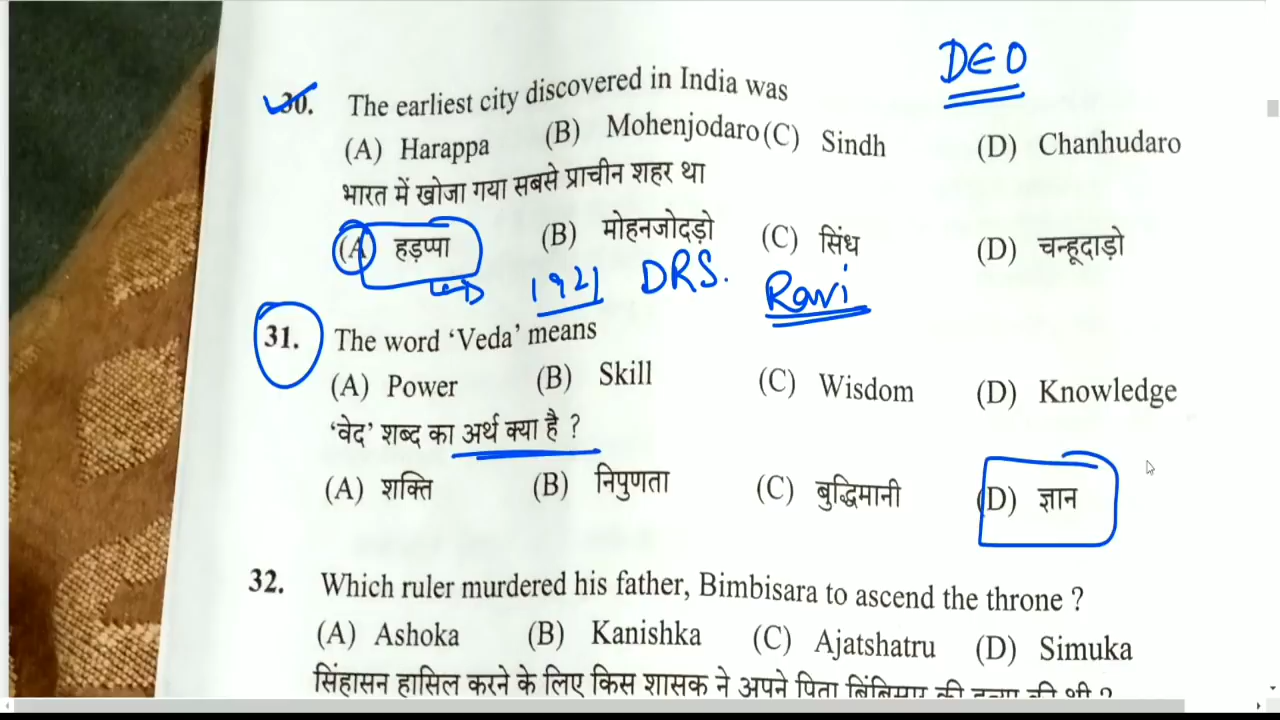 DEO
30. The earliest city discovered in India was
(A) Harappa (B) Mohenjodaro (C) Sindh (D) Chanhudaro
भारत में खोजा गया सबसे प्राचीन शहर था
(A हड़प्पा (B) मोहनजोदड़ो (C) सिंध (D) चन्हूदाड़ो
1921 DRS. Ravi
31. The word ‘Veda’ means
(A) Power (B) Skill (C) Wisdom (D) Knowledge
‘वेद’ शब्द का अर्थ क्या है ?
(A) शक्ति (B) निपुणता (C) बुद्धिमानी (D) ज्ञान
32. Which ruler murdered his father, Bimbisara to ascend the throne ?
(A) Ashoka (B) Kanishka (C) Ajatshatru (D) Simuka
सिंहासन हासिल करने के लिए किस शासक ने अपने पिता बिंबिसार की हत्या की थी ?